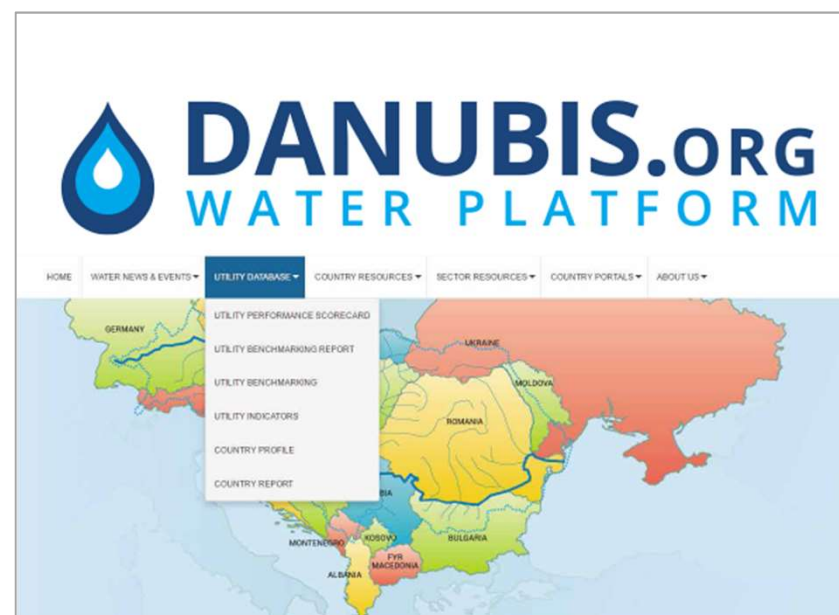 DANUBIS.ORG
WATER PLATFORM
HOME WATER NEWS & EVENTS UTILITY DATABASE COUNTRY RESOURCES SECTOR RESOURCES COUNTRY PORTALS ABOUT US
UTILITY PERFORMANCE SCORECARD
UTILITY BENCHMARKING REPORT
UTILITY BENCHMARKING
UTILITY INDICATORS
COUNTRY PROFILE
COUNTRY REPORT
GERMANY
UKRAINE
MOLDOVA
ROMANIA
BIA
MONTENEGRO
KOSOVO
BULGARIA
FYR
MACEDONIA
ALBANIA